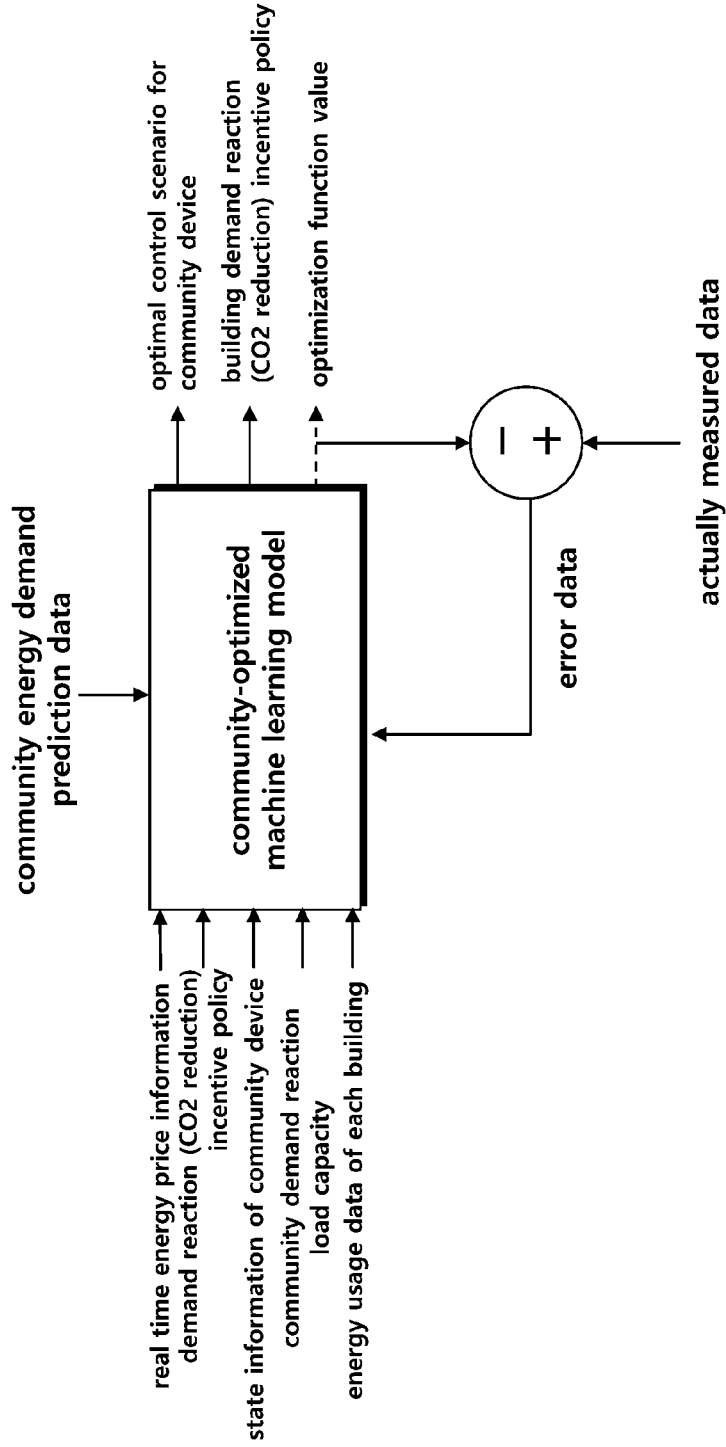 community energy demand
prediction data
real time energy price information
demand reaction (CO2 reduction)
incentive policy
state information of community device
community demand reaction
load capacity
energy usage data of each building
community-optimized
machine learning model
optimal control scenario for
community device
building demand reaction
(CO2 reduction) incentive policy
optimization function value
−
+
error data
actually measured data